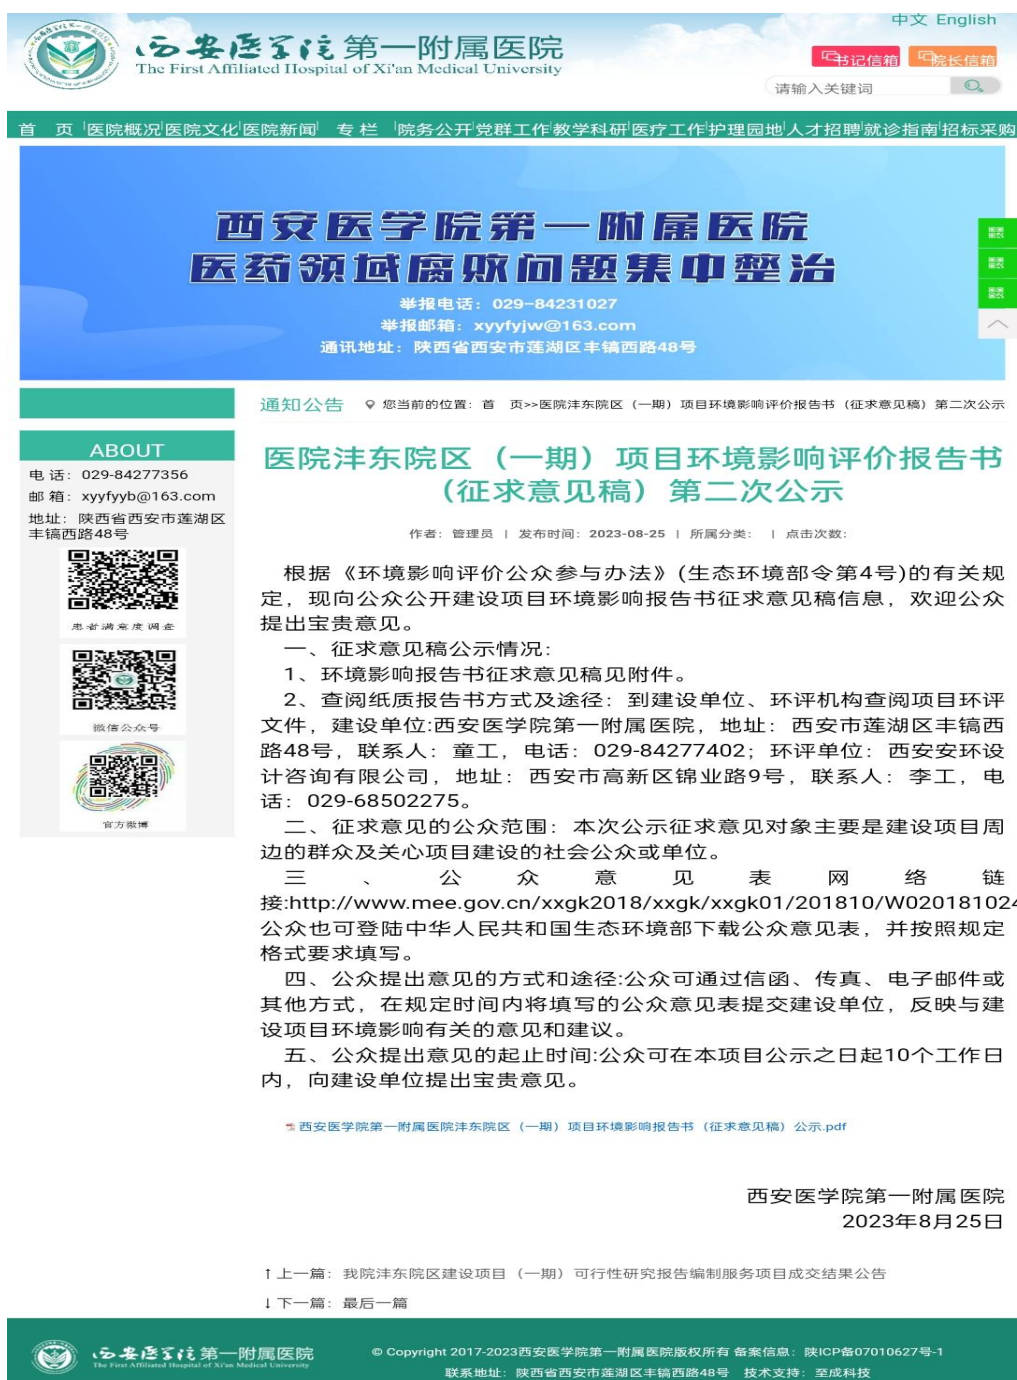 中文 English
西安医学院第一附属医院
The First Affiliated Hospital of Xi'an Medical University
书记信箱 院长信箱
请输入关键词
首 页 医院概况 医院文化 医院新闻 专 栏 院务公开 党群工作 教学科研 医疗工作 护理园地 人才招聘 就诊指南 招标采购
西安医学院第一附属医院
医药领域腐败问题集中整治
举报电话：029-84231027
举报邮箱：xyyfyjw@163.com
通讯地址：陕西省西安市莲湖区丰镐西路48号
通知公告 您当前的位置：首 页>>医院沣东院区（一期）项目环境影响评价报告书（征求意见稿）第二次公示
ABOUT
电 话： 029-84277356
邮 箱： xyyfyyb@163.com
地址： 陕西省西安市莲湖区
丰镐西路48号
患者满意度调查
微信公众号
官方微博
医院沣东院区（一期）项目环境影响评价报告书
（征求意见稿）第二次公示
作者：管理员 | 发布时间：2023-08-25 | 所属分类： | 点击次数：
根据《环境影响评价公众参与办法》(生态环境部令第4号)的有关规
定，现向公众公开建设项目环境影响报告书征求意见稿信息，欢迎公众
提出宝贵意见。
一、征求意见稿公示情况：
1、环境影响报告书征求意见稿见附件。
2、查阅纸质报告书方式及途径：到建设单位、环评机构查阅项目环评
文件，建设单位:西安医学院第一附属医院，地址：西安市莲湖区丰镐西
路48号，联系人：童工，电话：029-84277402；环评单位：西安安环设
计咨询有限公司，地址：西安市高新区锦业路9号，联系人：李工，电
话：029-68502275。
二、征求意见的公众范围：本次公示征求意见对象主要是建设项目周
边的群众及关心项目建设的社会公众或单位。
三、公众意见表网络链
接:http://www.mee.gov.cn/xxgk2018/xxgk/xxgk01/201810/W020181024
公众也可登陆中华人民共和国生态环境部下载公众意见表，并按照规定
格式要求填写。
四、公众提出意见的方式和途径:公众可通过信函、传真、电子邮件或
其他方式，在规定时间内将填写的公众意见表提交建设单位，反映与建
设项目环境影响有关的意见和建议。
五、公众提出意见的起止时间:公众可在本项目公示之日起10个工作日
内，向建设单位提出宝贵意见。
西安医学院第一附属医院沣东院区（一期）项目环境影响报告书（征求意见稿）公示.pdf
西安医学院第一附属医院
2023年8月25日
↑上一篇：我院沣东院区建设项目（一期）可行性研究报告编制服务项目成交结果公告
↓下一篇：最后一篇
西安医学院第一附属医院
The First Affiliated Hospital of Xi'an Medical University
© Copyright 2017-2023西安医学院第一附属医院版权所有 备案信息：陕ICP备07010627号-1
联系地址：陕西省西安市莲湖区丰镐西路48号 技术支持：至成科技